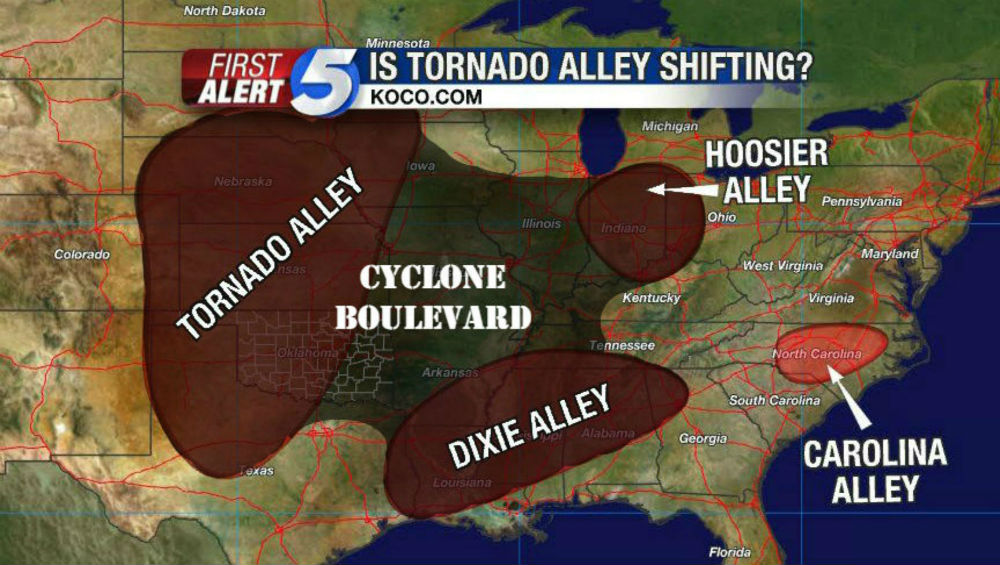 North Dakota
Minnesota
FIRST
ALERT
5
IS TORNADO ALLEY SHIFTING?
KOCO.COM
Michigan
HOOSIER
ALLEY
Iowa
Nebraska
TORNADO ALLEY
Pennsylvania
Illinois
Indiana
Ohio
Colorado
Maryland
West Virginia
CYCLONE
BOULEVARD
Kentucky
Virginia
Tennessee
Oklahoma
North Carolina
Arkansas
South Carolina
DIXIE ALLEY
Alabama
Georgia
CAROLINA
ALLEY
Texas
Louisiana
Florida